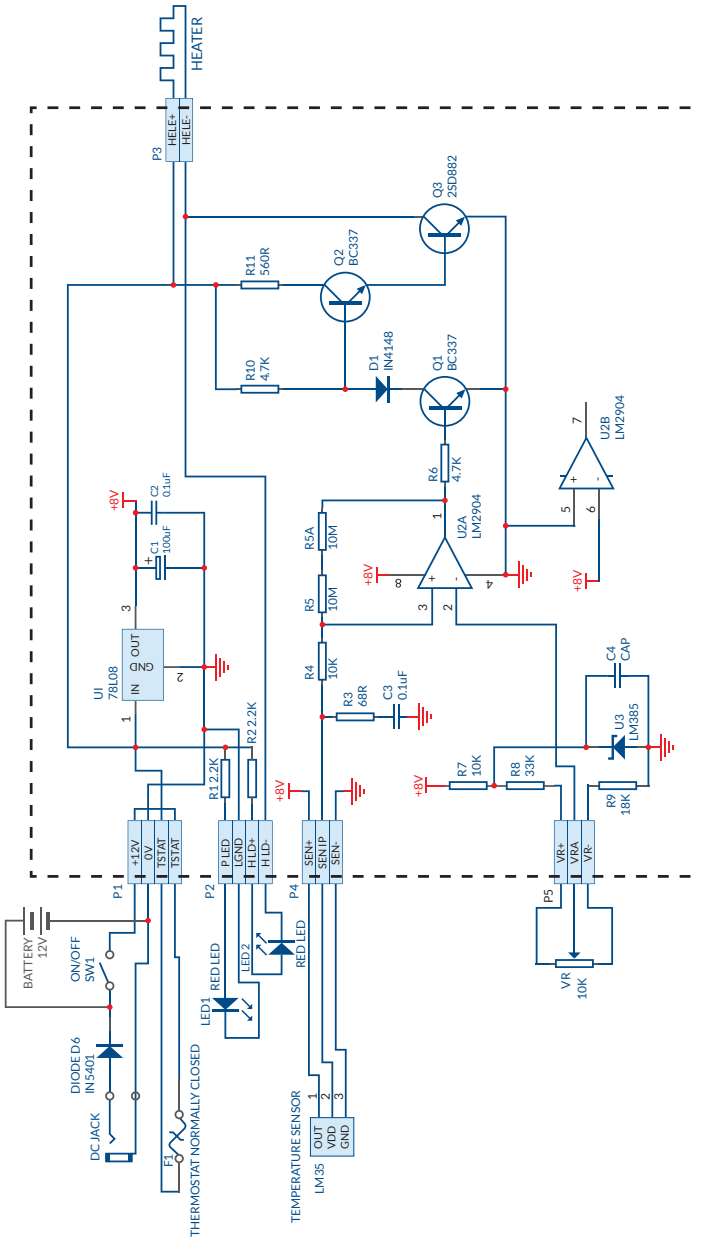 BATTERY
12V
ON/OFF
SW1
DIODE D6
IN5401
DC JACK
F1
THERMOSTAT NORMALLY CLOSED
P1
+12V
0V
TSTAT
TSTAT
UI
78L08
IN
OUT
GND
1
3
2
+8V
+
C1
100uF
C2
0.1uF
P3
HELE+
HELE-
HEATER
P2
P LED
LGND
H LD+
H LD-
R1 2.2K
R2 2.2K
LED1
RED LED
LED 2
RED LED
R10
4.7K
R11
560R
Q2
BC337
Q3
2SD882
D1
IN4148
Q1
BC337
R6
4.7K
TEMPERATURE SENSOR
LM35
OUT
VDD
GND
1
2
3
P4
SEN+
SEN IP
SEN-
+8V
R3
68R
C3
0.1uF
R4
10K
R5
10M
R5A
10M
+8V
8
3
2
+
-
1
4
U2A
LM2904
5
6
+
-
7
U2B
LM2904
+8V
VR
10K
P5
VR+
VRA
VR-
+8V
R7
10K
R8
33K
R9
18K
U3
LM385
C4
CAP